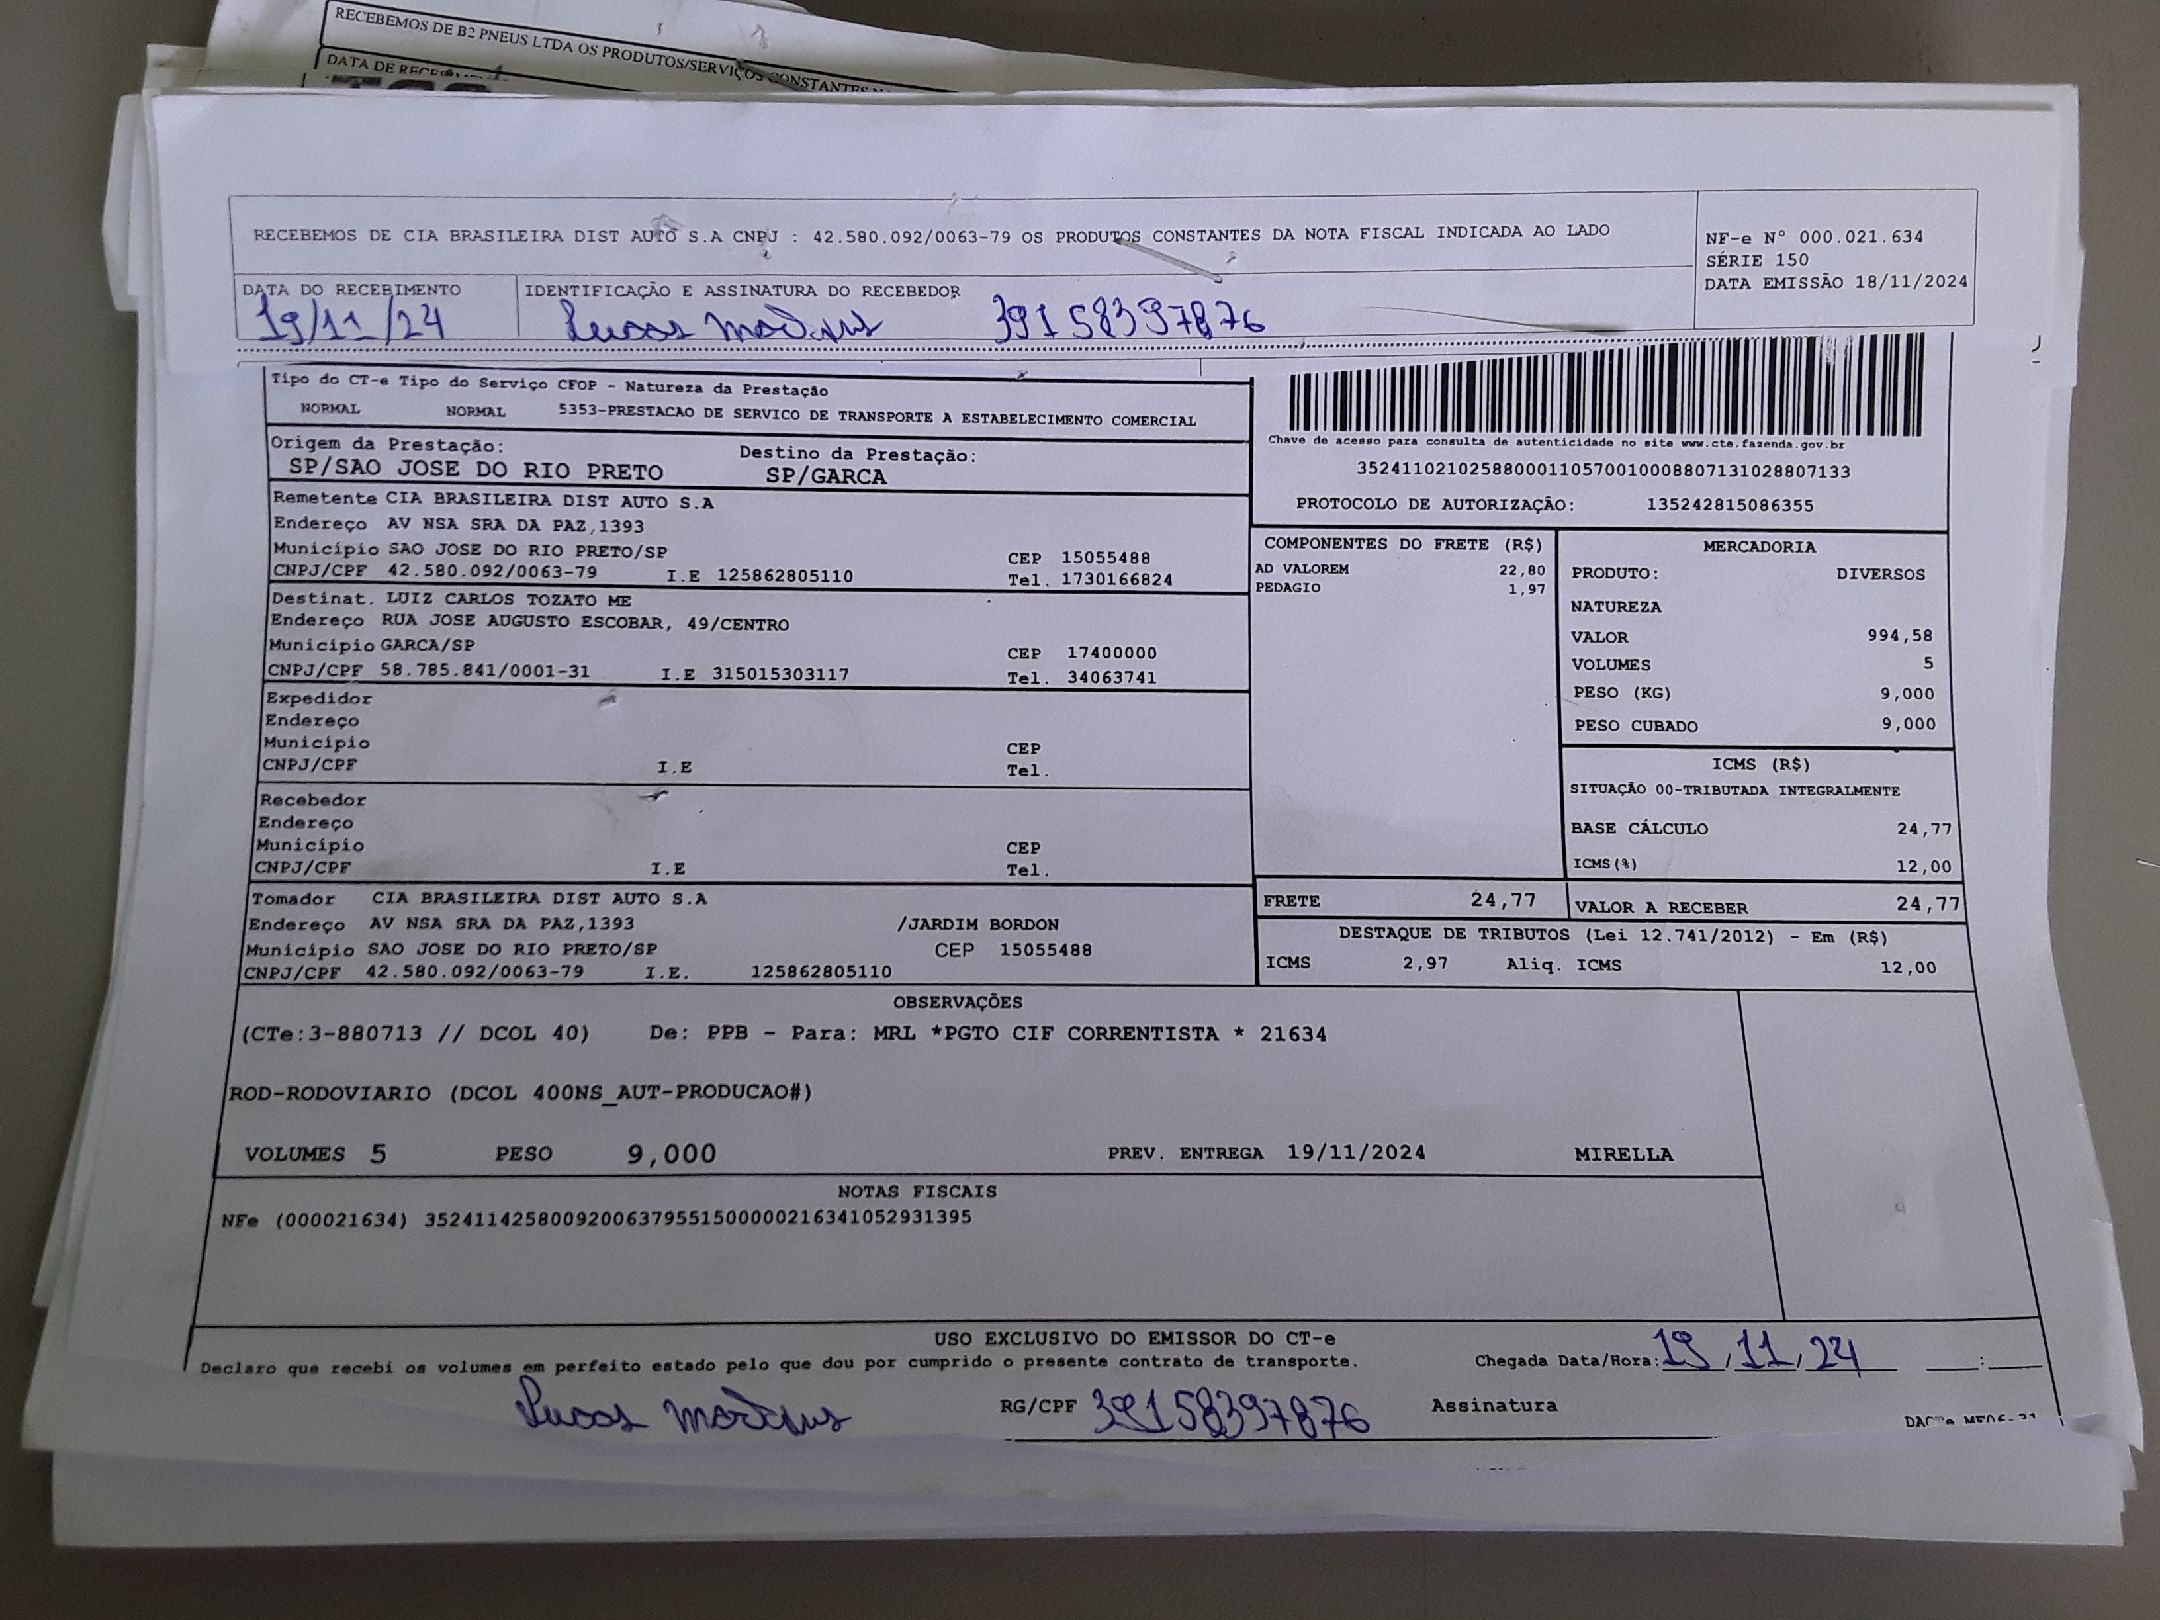 RECEBEMOS DE B2 PNEUS LTDA OS PRODUTOS/SERVIÇOS CONSTANTES
DATA DE
RECEBEMOS DE CIA BRASILEIRA DIST AUTO S.A CNPJ : 42.580.092/0063-79 OS PRODUTOS CONSTANTES DA NOTA FISCAL INDICADA AO LADO
NF-e Nº 000.021.634
SÉRIE 150
DATA EMISSÃO 18/11/2024
DATA DO RECEBIMENTO IDENTIFICAÇÃO E ASSINATURA DO RECEBEDOR
19/11/24 Lucas 39158397876
Tipo do CT-e Tipo do Serviço CFOP - Natureza da Prestação
NORMAL NORMAL 5353-PRESTACAO DE SERVICO DE TRANSPORTE A ESTABELECIMENTO COMERCIAL
Origem da Prestação: Destino da Prestação:
SP/SAO JOSE DO RIO PRETO SP/GARCA
Remetente CIA BRASILEIRA DIST AUTO S.A
Endereço AV NSA SRA DA PAZ,1393
Município SAO JOSE DO RIO PRETO/SP CEP 15055488
CNPJ/CPF 42.580.092/0063-79 I.E 125862805110 Tel. 1730166824
Destinat. LUIZ CARLOS TOZATO ME
Endereço RUA JOSE AUGUSTO ESCOBAR, 49/CENTRO
Município GARCA/SP CEP 17400000
CNPJ/CPF 58.785.841/0001-31 I.E 315015303117 Tel. 34063741
Expedidor
Endereço
Município CEP
CNPJ/CPF I.E Tel.
Recebedor
Endereço
Município CEP
CNPJ/CPF I.E Tel.
Tomador CIA BRASILEIRA DIST AUTO S.A
Endereço AV NSA SRA DA PAZ,1393 /JARDIM BORDON
Município SAO JOSE DO RIO PRETO/SP CEP 15055488
CNPJ/CPF 42.580.092/0063-79 I.E. 125862805110
Chave de acesso para consulta de autenticidade no site www.cte.fazenda.gov.br
35241102102588000110570010008807131028807133
PROTOCOLO DE AUTORIZAÇÃO: 135242815086355
COMPONENTES DO FRETE (R$)
AD VALOREM 22,80
PEDAGIO 1,97
MERCADORIA
PRODUTO: DIVERSOS
NATUREZA
VALOR 994,58
VOLUMES 5
PESO (KG) 9,000
PESO CUBADO 9,000
ICMS (R$)
SITUAÇÃO 00-TRIBUTADA INTEGRALMENTE
BASE CÁLCULO 24,77
ICMS(%) 12,00
FRETE 24,77 VALOR A RECEBER 24,77
DESTAQUE DE TRIBUTOS (Lei 12.741/2012) - Em (R$)
ICMS 2,97 Aliq. ICMS 12,00
OBSERVAÇÕES
(CTe:3-880713 // DCOL 40) De: PPB - Para: MRL *PGTO CIF CORRENTISTA * 21634
ROD-RODOVIARIO (DCOL 400NS_AUT-PRODUCAO#)
VOLUMES 5 PESO 9,000 PREV. ENTREGA 19/11/2024 MIRELLA
NOTAS FISCAIS
NFe (000021634) 35241142580092006379551500000216341052931395
USO EXCLUSIVO DO EMISSOR DO CT-e
Declaro que recebi os volumes em perfeito estado pelo que dou por cumprido o presente contrato de transporte. Chegada Data/Hora: 19/11/24 __:__
Lucas RG/CPF 39158397876 Assinatura